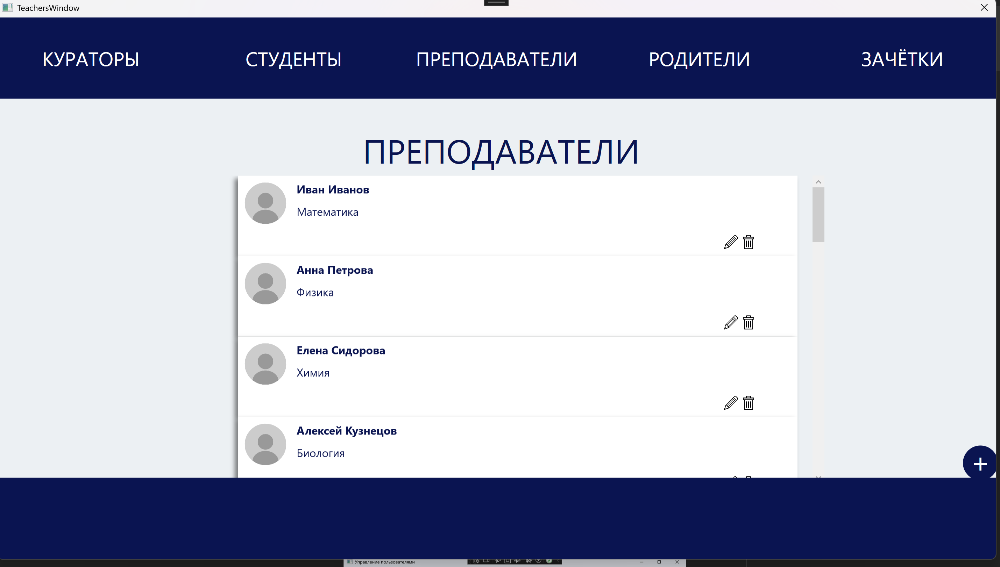 TeachersWindow
КУРАТОРЫ СТУДЕНТЫ ПРЕПОДАВАТЕЛИ РОДИТЕЛИ ЗАЧЁТКИ
ПРЕПОДАВАТЕЛИ
Иван Иванов
Математика
Анна Петрова
Физика
Елена Сидорова
Химия
Алексей Кузнецов
Биология
+
Управление пользователями